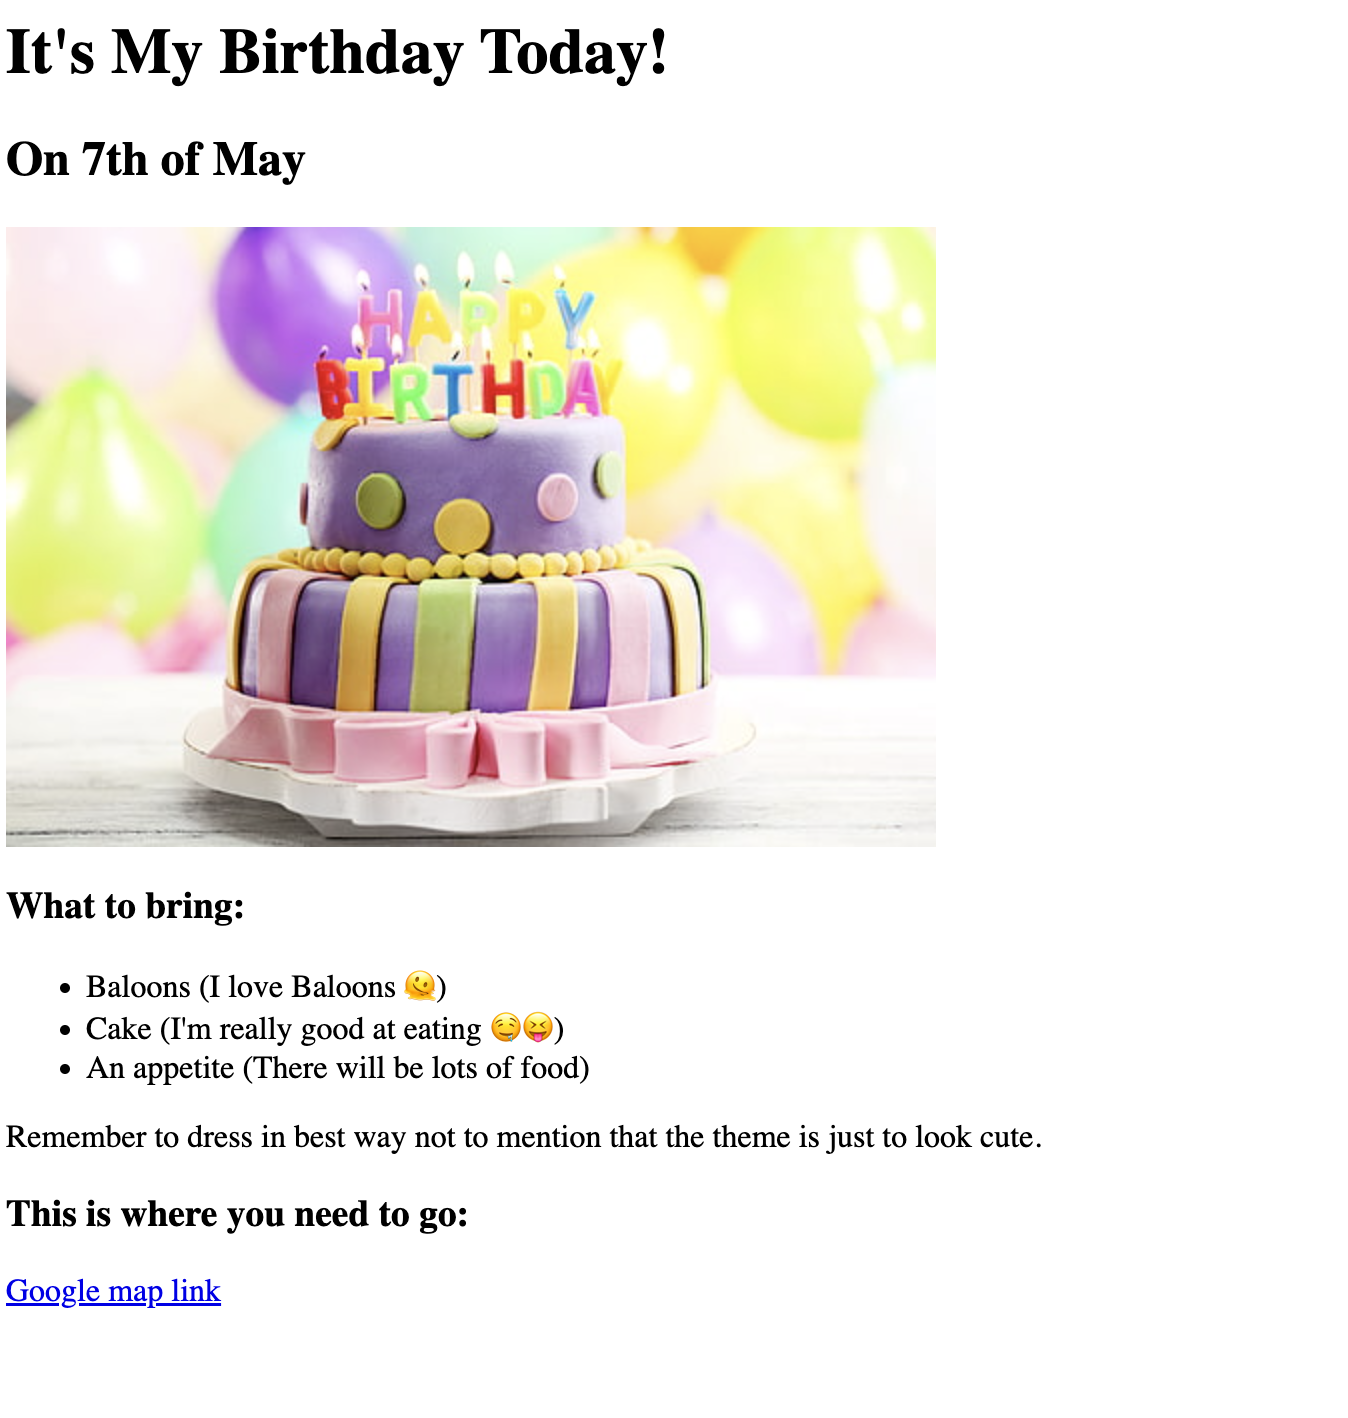 It's My Birthday Today!
On 7th of May
HAPPY
BIRTHDAY
What to bring:
• Baloons (I love Baloons 🫠)
• Cake (I'm really good at eating 🤤😝)
• An appetite (There will be lots of food)
Remember to dress in best way not to mention that the theme is just to look cute.
This is where you need to go:
Google map link